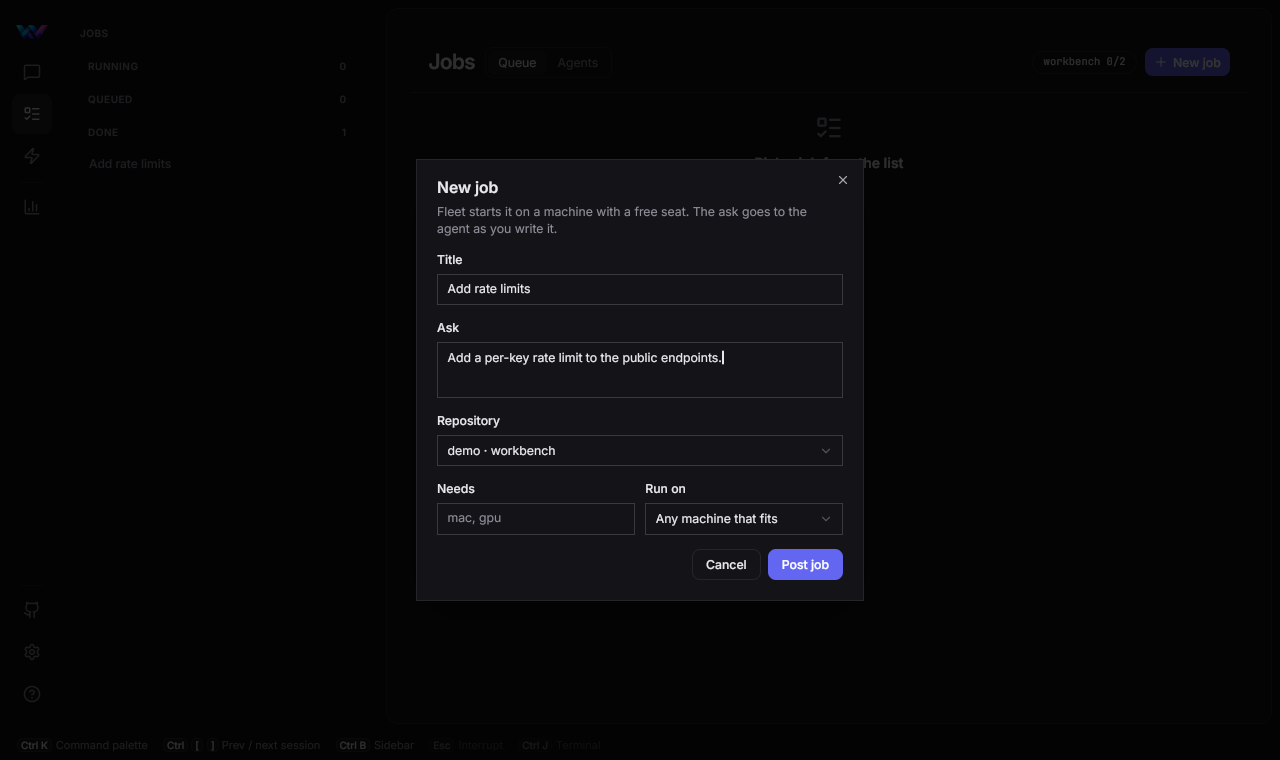 JOBS
RUNNING 0
QUEUED 0
DONE 1
Add rate limits
Jobs
Queue
Agents
workbench 0/2
+ New job
the list
New job
Fleet starts it on a machine with a free seat. The ask goes to the
agent as you write it.
Title
Add rate limits
Ask
Add a per-key rate limit to the public endpoints.
Repository
demo · workbench
Needs
Run on
mac, gpu
Any machine that fits
Cancel
Post job
Ctrl K Command palette Ctrl [ ] Prev / next session Ctrl B Sidebar Esc Interrupt Ctrl J Terminal